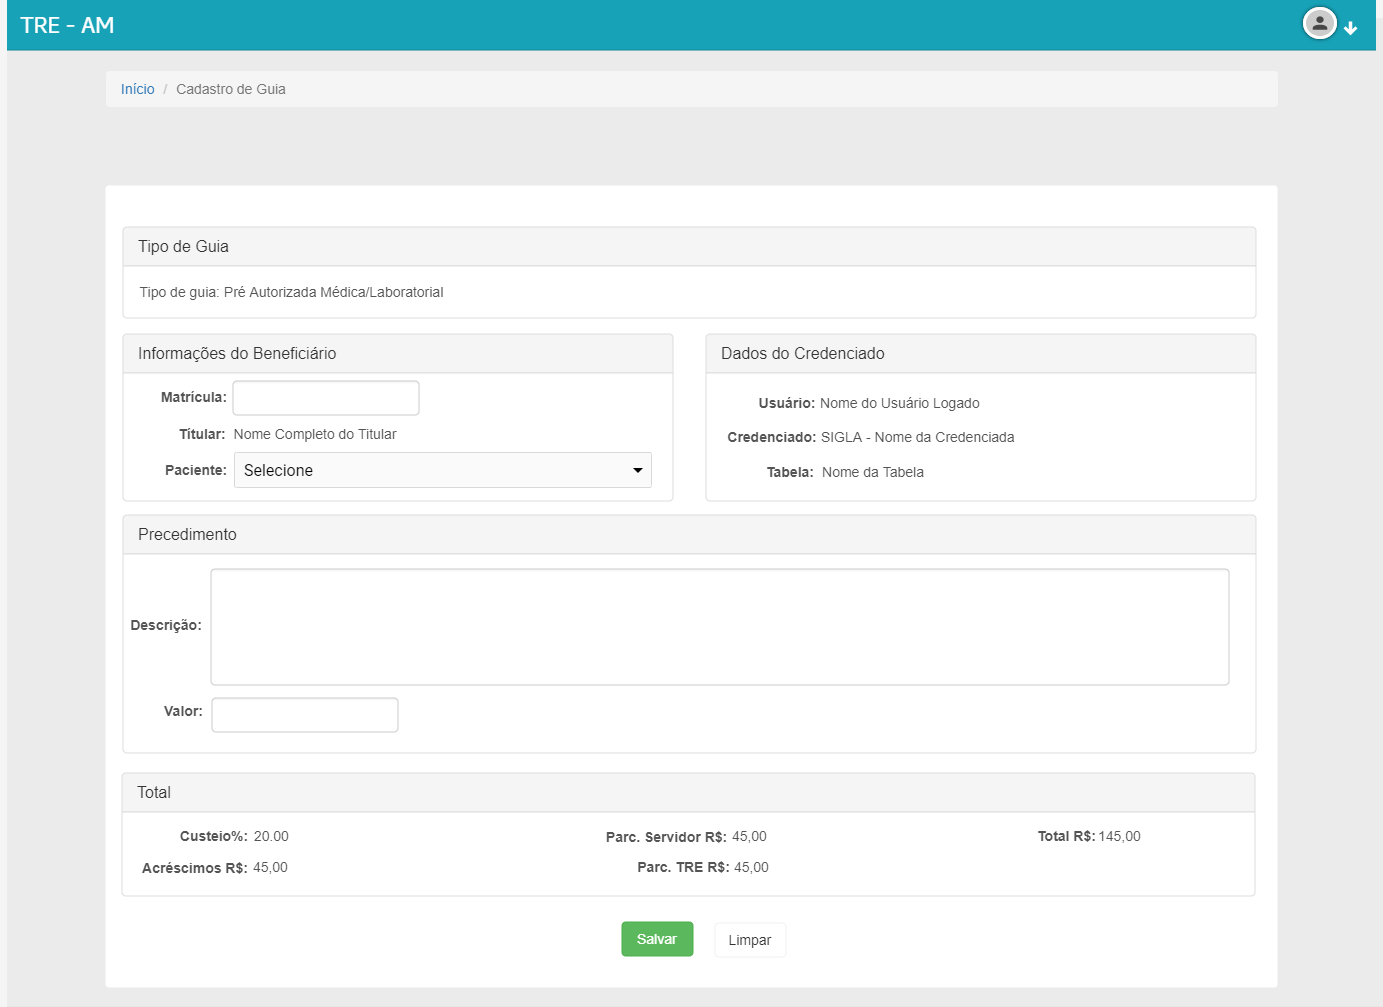 TRE - AM
Início / Cadastro de Guia
Tipo de Guia
Tipo de guia: Pré Autorizada Médica/Laboratorial
Informações do Beneficiário
Matrícula:
Títular: Nome Completo do Titular
Paciente: Selecione
Dados do Credenciado
Usuário: Nome do Usuário Logado
Credenciado: SIGLA - Nome da Credenciada
Tabela: Nome da Tabela
Precedimento
Descrição:
Valor:
Total
Custeio%: 20.00 Parc. Servidor R$: 45,00 Total R$: 145,00
Acréscimos R$: 45,00 Parc. TRE R$: 45,00
Salvar Limpar